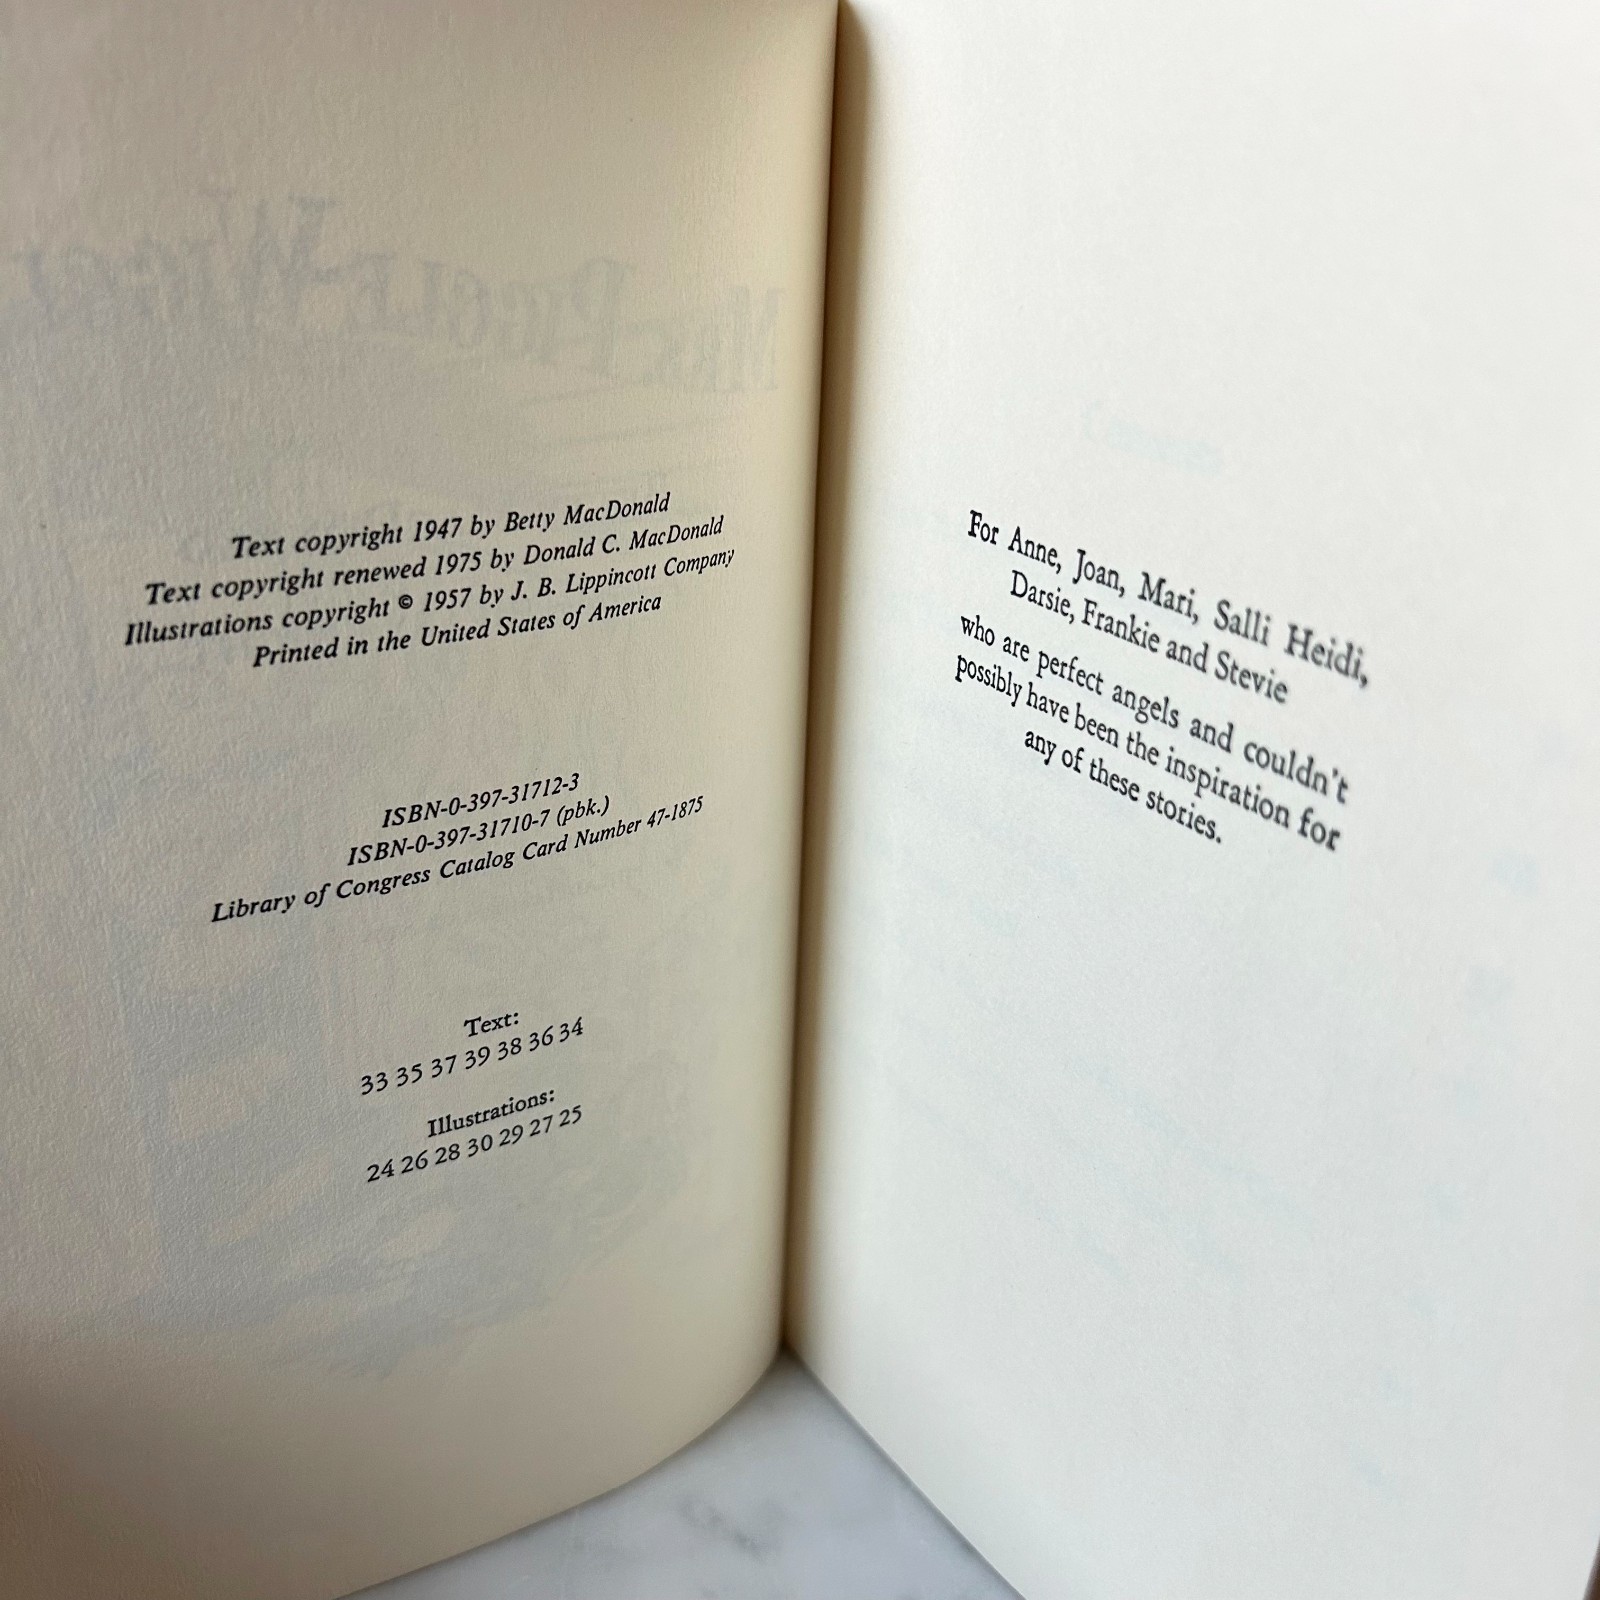 Text copyright 1947 by Betty MacDonald
Text copyright renewed 1975 by Donald C. MacDonald
Illustrations copyright © 1957 by J. B. Lippincott Company
Printed in the United States of America
ISBN-0-397-31712-3
ISBN-0-397-31710-7 (pbk.)
Library of Congress Catalog Card Number 47-1875
Text:
33 35 37 39 38 36 34
Illustrations:
24 26 28 30 29 27 25
For Anne, Joan, Mari, Salli Heidi,
Darsie, Frankie and Stevie
who are perfect angels and couldn't
possibly have been the inspiration for
any of these stories.